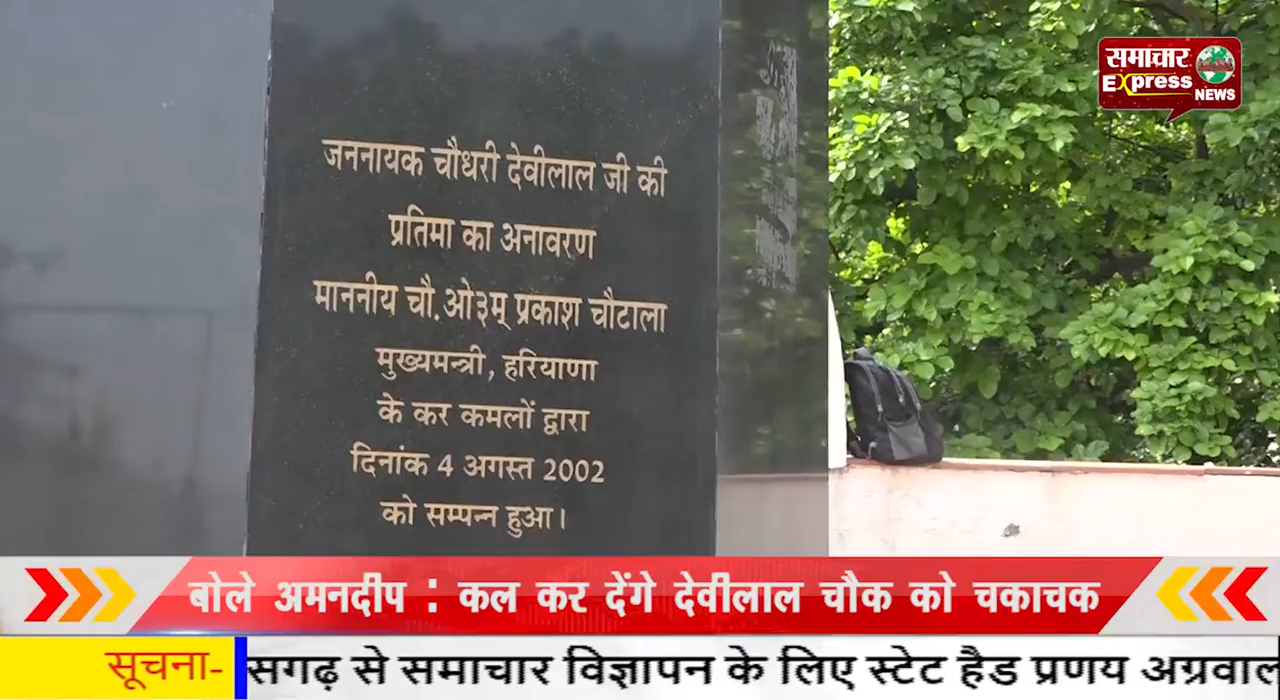 समाचार
Express
NEWS
जननायक चौधरी देवीलाल जी की
प्रतिमा का अनावरण
माननीय चौ.ओ३म् प्रकाश चौटाला
मुख्यमन्त्री, हरियाणा
के कर कमलों द्वारा
दिनांक 4 अगस्त 2002
को सम्पन्न हुआ।
बोले अमनदीप : कल कर देंगे देवीलाल चौक को चकाचक
सूचना- सगढ़ से समाचार विज्ञापन के लिए स्टेट हैड प्रणय अग्रवाल